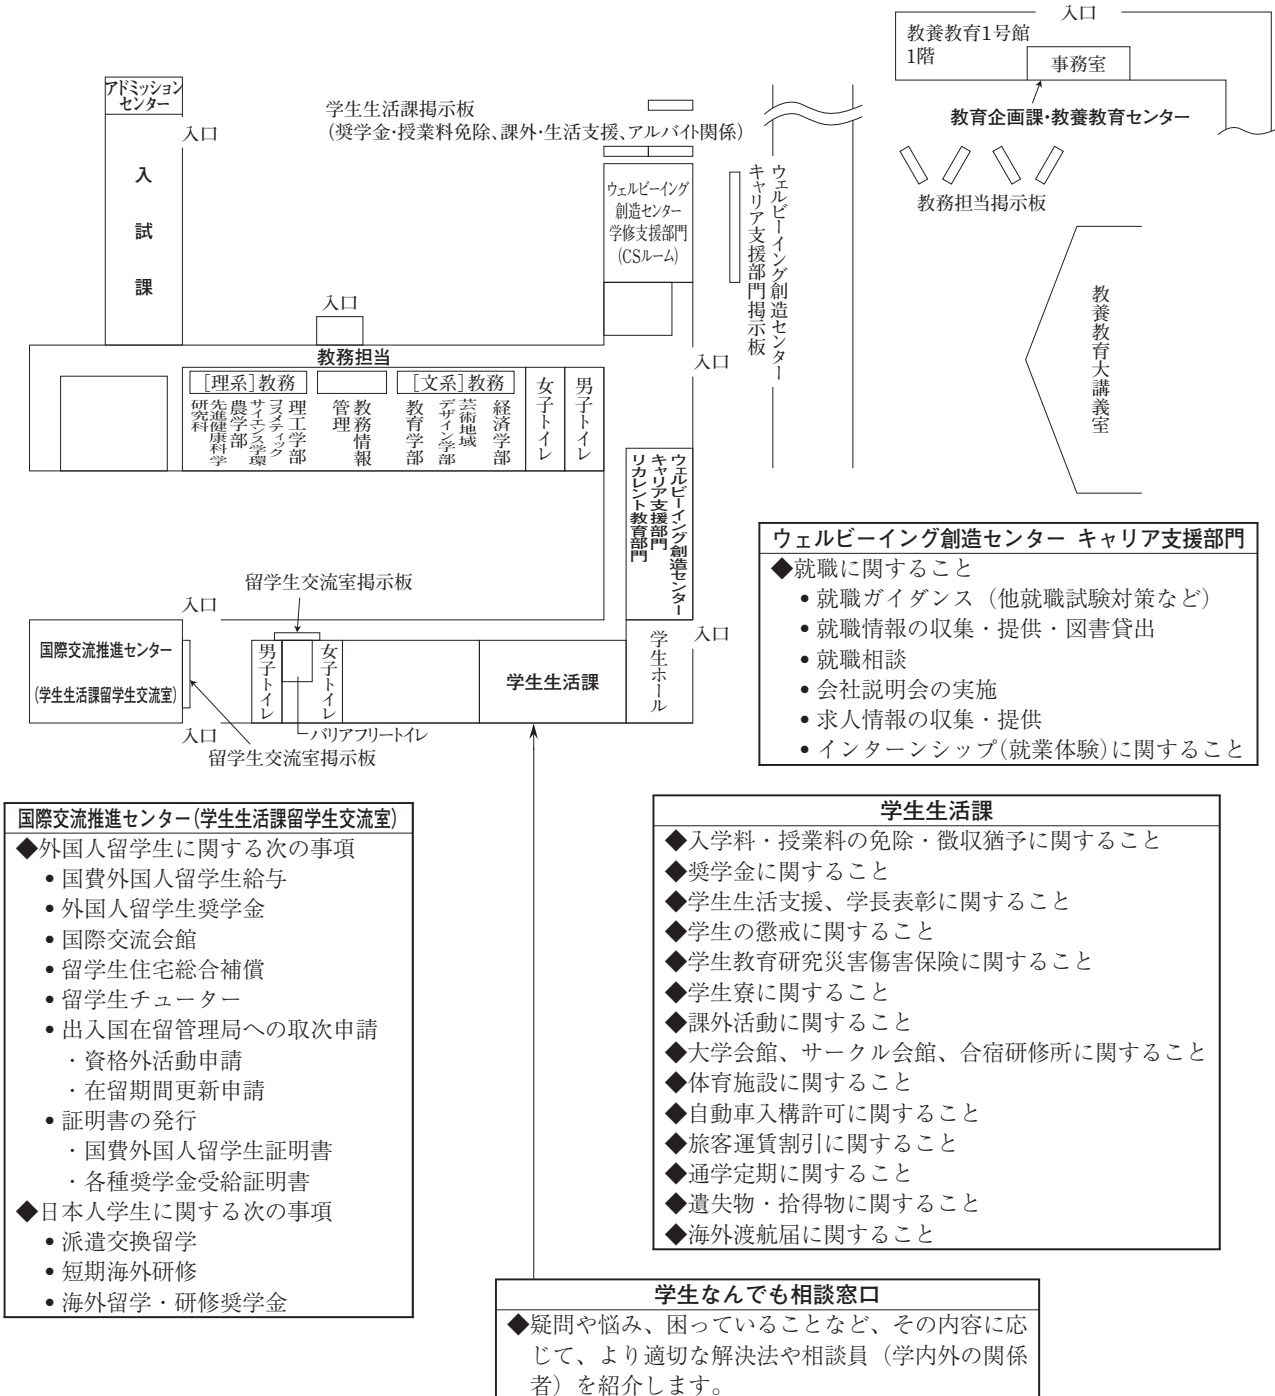 入口
教養教育1号館
1階
事務室
教育企画課・教養教育センター
アドミッション
センター
入口
入
試
課
学生生活課掲示板
(奨学金・授業料免除、課外・生活支援、アルバイト関係)
ウェルビーイング
創造センター
学修支援部門
(CSルーム)
ウェルビーイング創造センター
キャリア支援部門掲示板
教務担当掲示板
教養教育大講義室
入口
入口
教務担当
［理系］教務
［文系］教務
理工学部
コスメティック
サイエンス学環
農学部
先進健康科学
研究科
教務情報
管理
経済学部
芸術地域
デザイン学部
教育学部
女子トイレ
男子トイレ
ウェルビーイング創造センター
キャリア支援部門
リカレント教育部門
留学生交流室掲示板
入口
国際交流推進センター
(学生生活課留学生交流室)
男子トイレ
女子トイレ
学生生活課
学生ホール
入口
入口
バリアフリートイレ
留学生交流室掲示板
ウェルビーイング創造センター キャリア支援部門
◆就職に関すること
•就職ガイダンス（他就職試験対策など）
•就職情報の収集・提供・図書貸出
•就職相談
•会社説明会の実施
•求人情報の収集・提供
•インターンシップ(就業体験)に関すること
国際交流推進センター(学生生活課留学生交流室)
◆外国人留学生に関する次の事項
•国費外国人留学生給与
•外国人留学生奨学金
•国際交流会館
•留学生住宅総合補償
•留学生チューター
•出入国在留管理局への取次申請
・資格外活動申請
・在留期間更新申請
•証明書の発行
・国費外国人留学生証明書
・各種奨学金受給証明書
◆日本人学生に関する次の事項
•派遣交換留学
•短期海外研修
•海外留学・研修奨学金
学生生活課
◆入学料・授業料の免除・徴収猶予に関すること
◆奨学金に関すること
◆学生生活支援、学長表彰に関すること
◆学生の懲戒に関すること
◆学生教育研究災害傷害保険に関すること
◆学生寮に関すること
◆課外活動に関すること
◆大学会館、サークル会館、合宿研修所に関すること
◆体育施設に関すること
◆自動車入構許可に関すること
◆旅客運賃割引に関すること
◆通学定期に関すること
◆遺失物・拾得物に関すること
◆海外渡航届に関すること
学生なんでも相談窓口
◆疑問や悩み、困っていることなど、その内容に応
じて、より適切な解決法や相談員（学内外の関係
者）を紹介します。